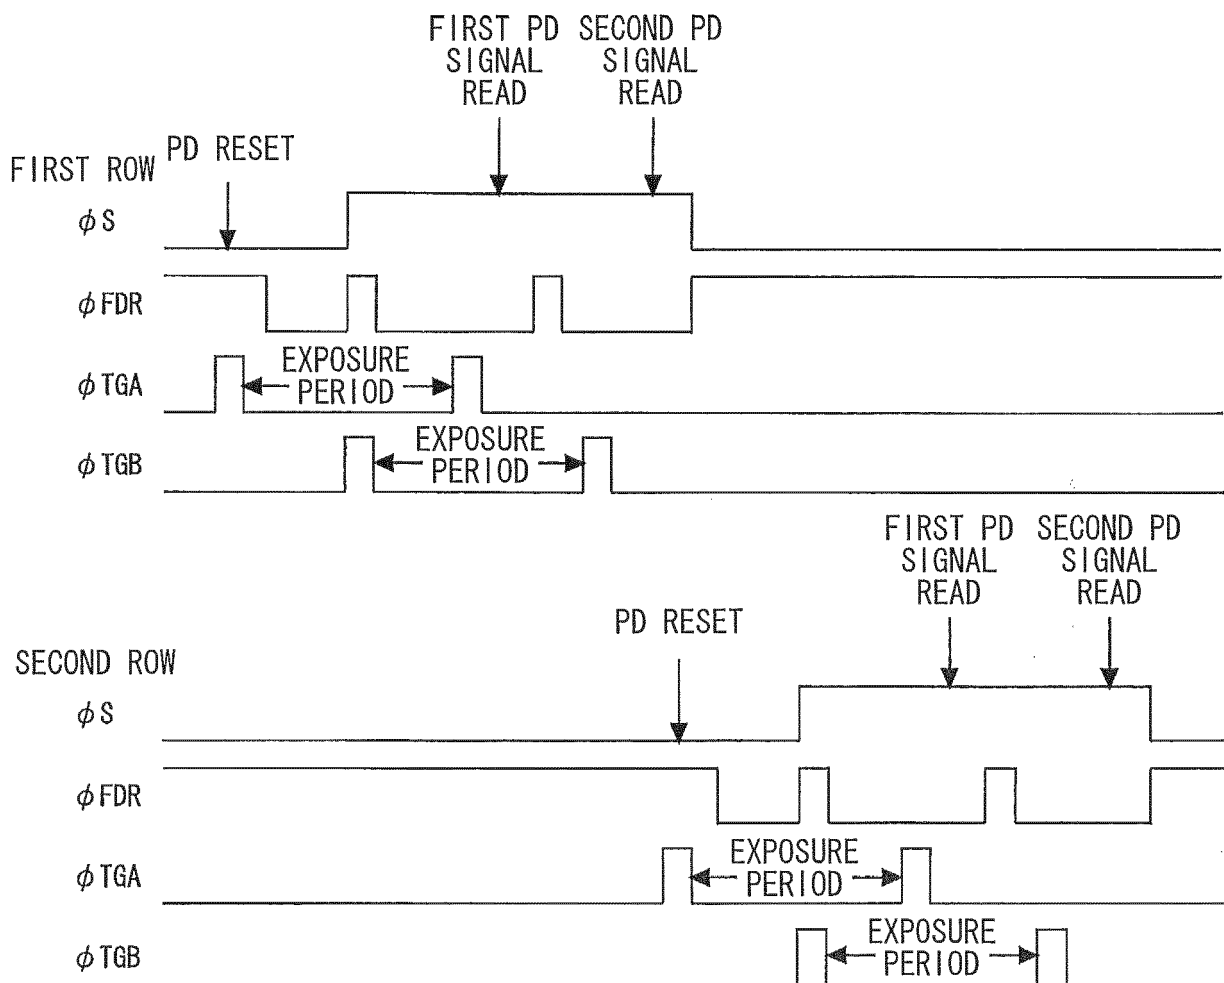 FIRST PD SECOND PD
SIGNAL SIGNAL
READ READ
PD RESET
FIRST ROW
φS
φFDR
φTGA
EXPOSURE
PERIOD
φTGB
EXPOSURE
PERIOD
FIRST PD SECOND PD
SIGNAL SIGNAL
READ READ
PD RESET
SECOND ROW
φS
φFDR
φTGA
EXPOSURE
PERIOD
φTGB
EXPOSURE
PERIOD